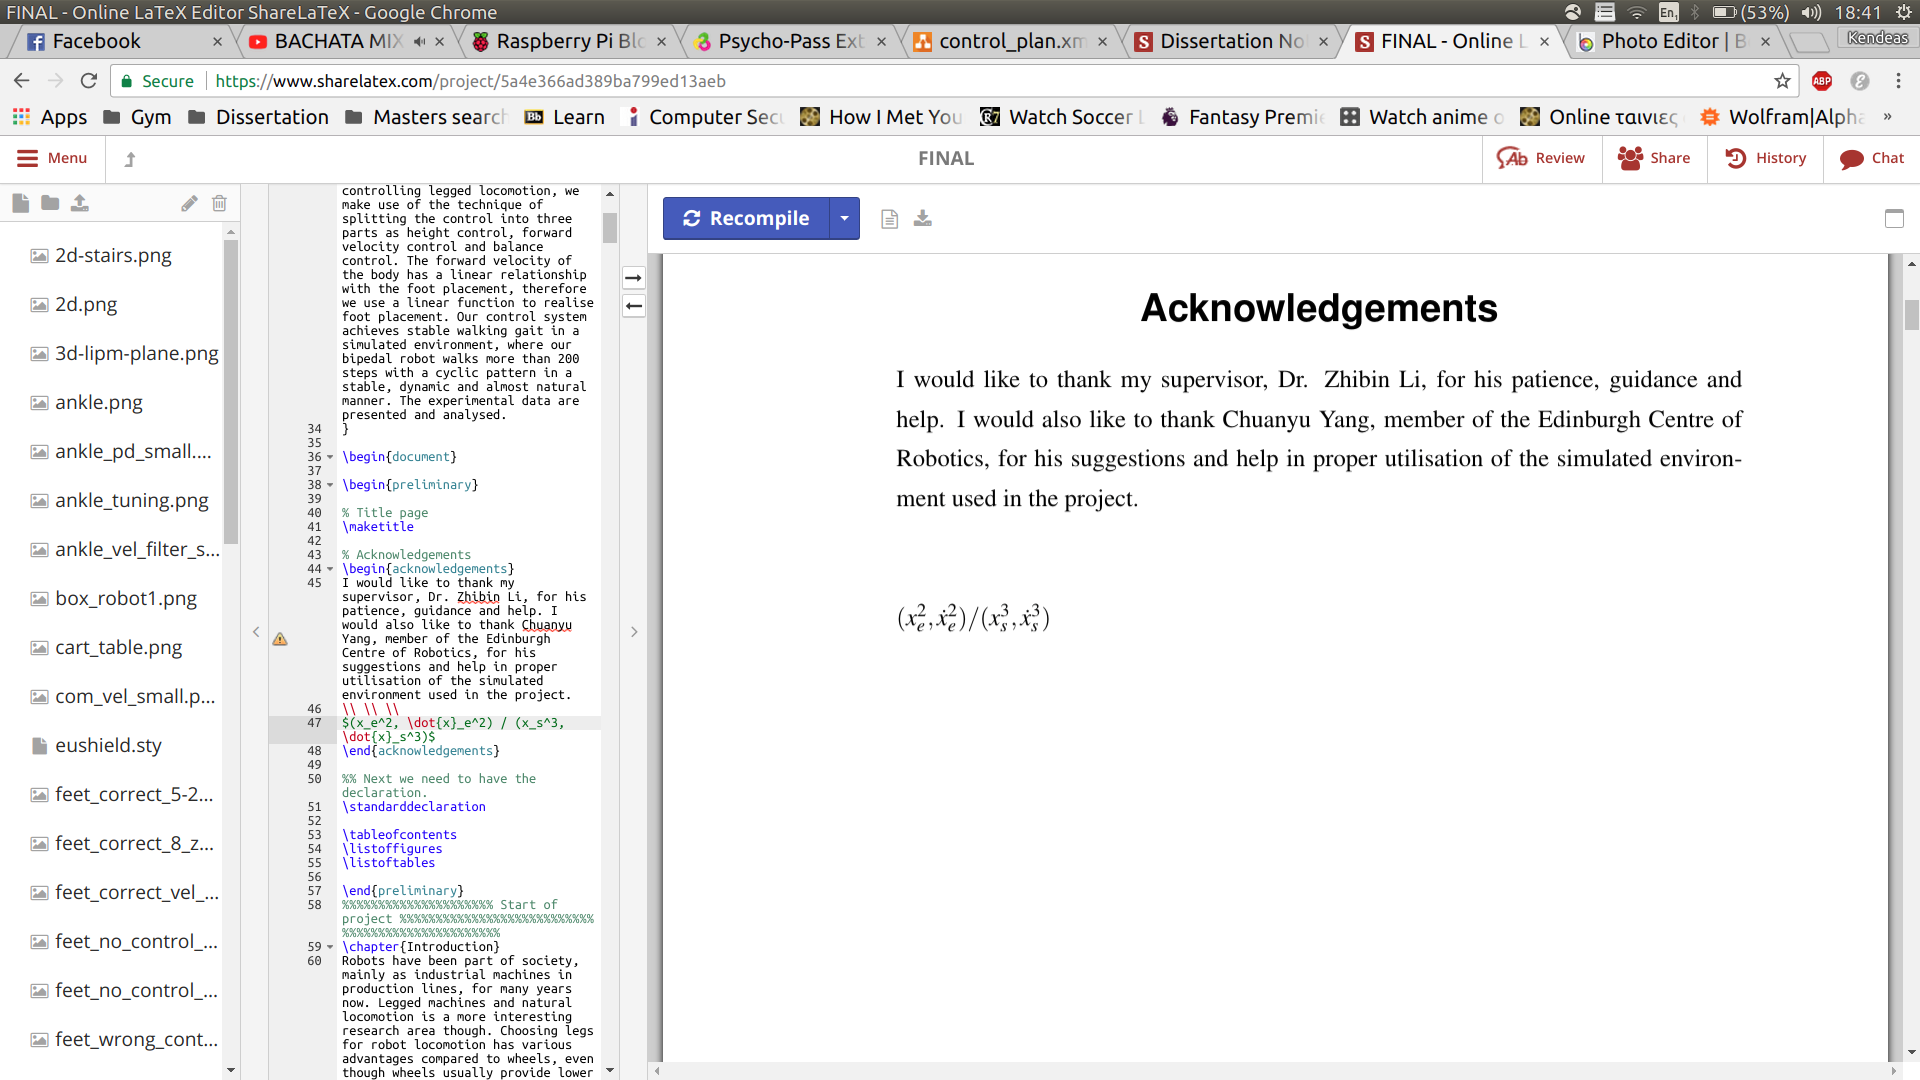 FINAL - Online LaTeX Editor ShareLaTeX - Google Chrome
En1 (53%) 18:41
Facebook × BACHATA MIX × Raspberry Pi Blo × Psycho-Pass Ext × control_plan.xm × Dissertation No × FINAL - Online L × Photo Editor | B × Kendeas
Secure https://www.sharelatex.com/project/5a4e366ad389ba799ed13aeb ABP
Apps Gym Dissertation Masters search Bb Learn Computer Secu How I Met You Watch Soccer L Fantasy Premie Watch anime o Online ταινιες Wolfram|Alpha »
Menu FINAL Review Share History Chat
2d-stairs.png
2d.png
3d-lipm-plane.png
ankle.png
ankle_pd_small....
ankle_tuning.png
ankle_vel_filter_s...
box_robot1.png
cart_table.png
com_vel_small.p...
eushield.sty
feet_correct_5-2...
feet_correct_8_z...
feet_correct_vel_...
feet_no_control_...
feet_no_control_...
feet_wrong_cont...
controlling legged locomotion, we
make use of the technique of
splitting the control into three
parts as height control, forward
velocity control and balance
control. The forward velocity of
the body has a linear relationship
with the foot placement, therefore
we use a linear function to realise
foot placement. Our control system
achieves stable walking gait in a
simulated environment, where our
bipedal robot walks more than 200
steps with a cyclic pattern in a
stable, dynamic and almost natural
manner. The experimental data are
presented and analysed.
34 }
35
36 \begin{document}
37
38 \begin{preliminary}
39
40 % Title page
41 \maketitle
42
43 % Acknowledgements
44 \begin{acknowledgements}
45 I would like to thank my
supervisor, Dr. Zhibin Li, for his
patience, guidance and help. I
would also like to thank Chuanyu
Yang, member of the Edinburgh
Centre of Robotics, for his
suggestions and help in proper
utilisation of the simulated
environment used in the project.
46 \\ \\ \\
47 $(x_e^2, \dot{x}_e^2) / (x_s^3,
\dot{x}_s^3)$
48 \end{acknowledgements}
49
50 %% Next we need to have the
declaration.
51 \standarddeclaration
52
53 \tableofcontents
54 \listoffigures
55 \listoftables
56
57 \end{preliminary}
58 %%%%%%%%%%%%%%%%%%%%% Start of
project %%%%%%%%%%%%%%%%%%%%%%%%%%%
%%%%%%%%%%%%%%%%%%%%%%
59 \chapter{Introduction}
60 Robots have been part of society,
mainly as industrial machines in
production lines, for many years
now. Legged machines and natural
locomotion is a more interesting
research area though. Choosing legs
for robot locomotion has various
advantages compared to wheels, even
though wheels usually provide lower
Recompile
Acknowledgements
I would like to thank my supervisor, Dr. Zhibin Li, for his patience, guidance and
help. I would also like to thank Chuanyu Yang, member of the Edinburgh Centre of
Robotics, for his suggestions and help in proper utilisation of the simulated environ-
ment used in the project.
(x_e^2, ẋ_e^2)/(x_s^3, ẋ_s^3)